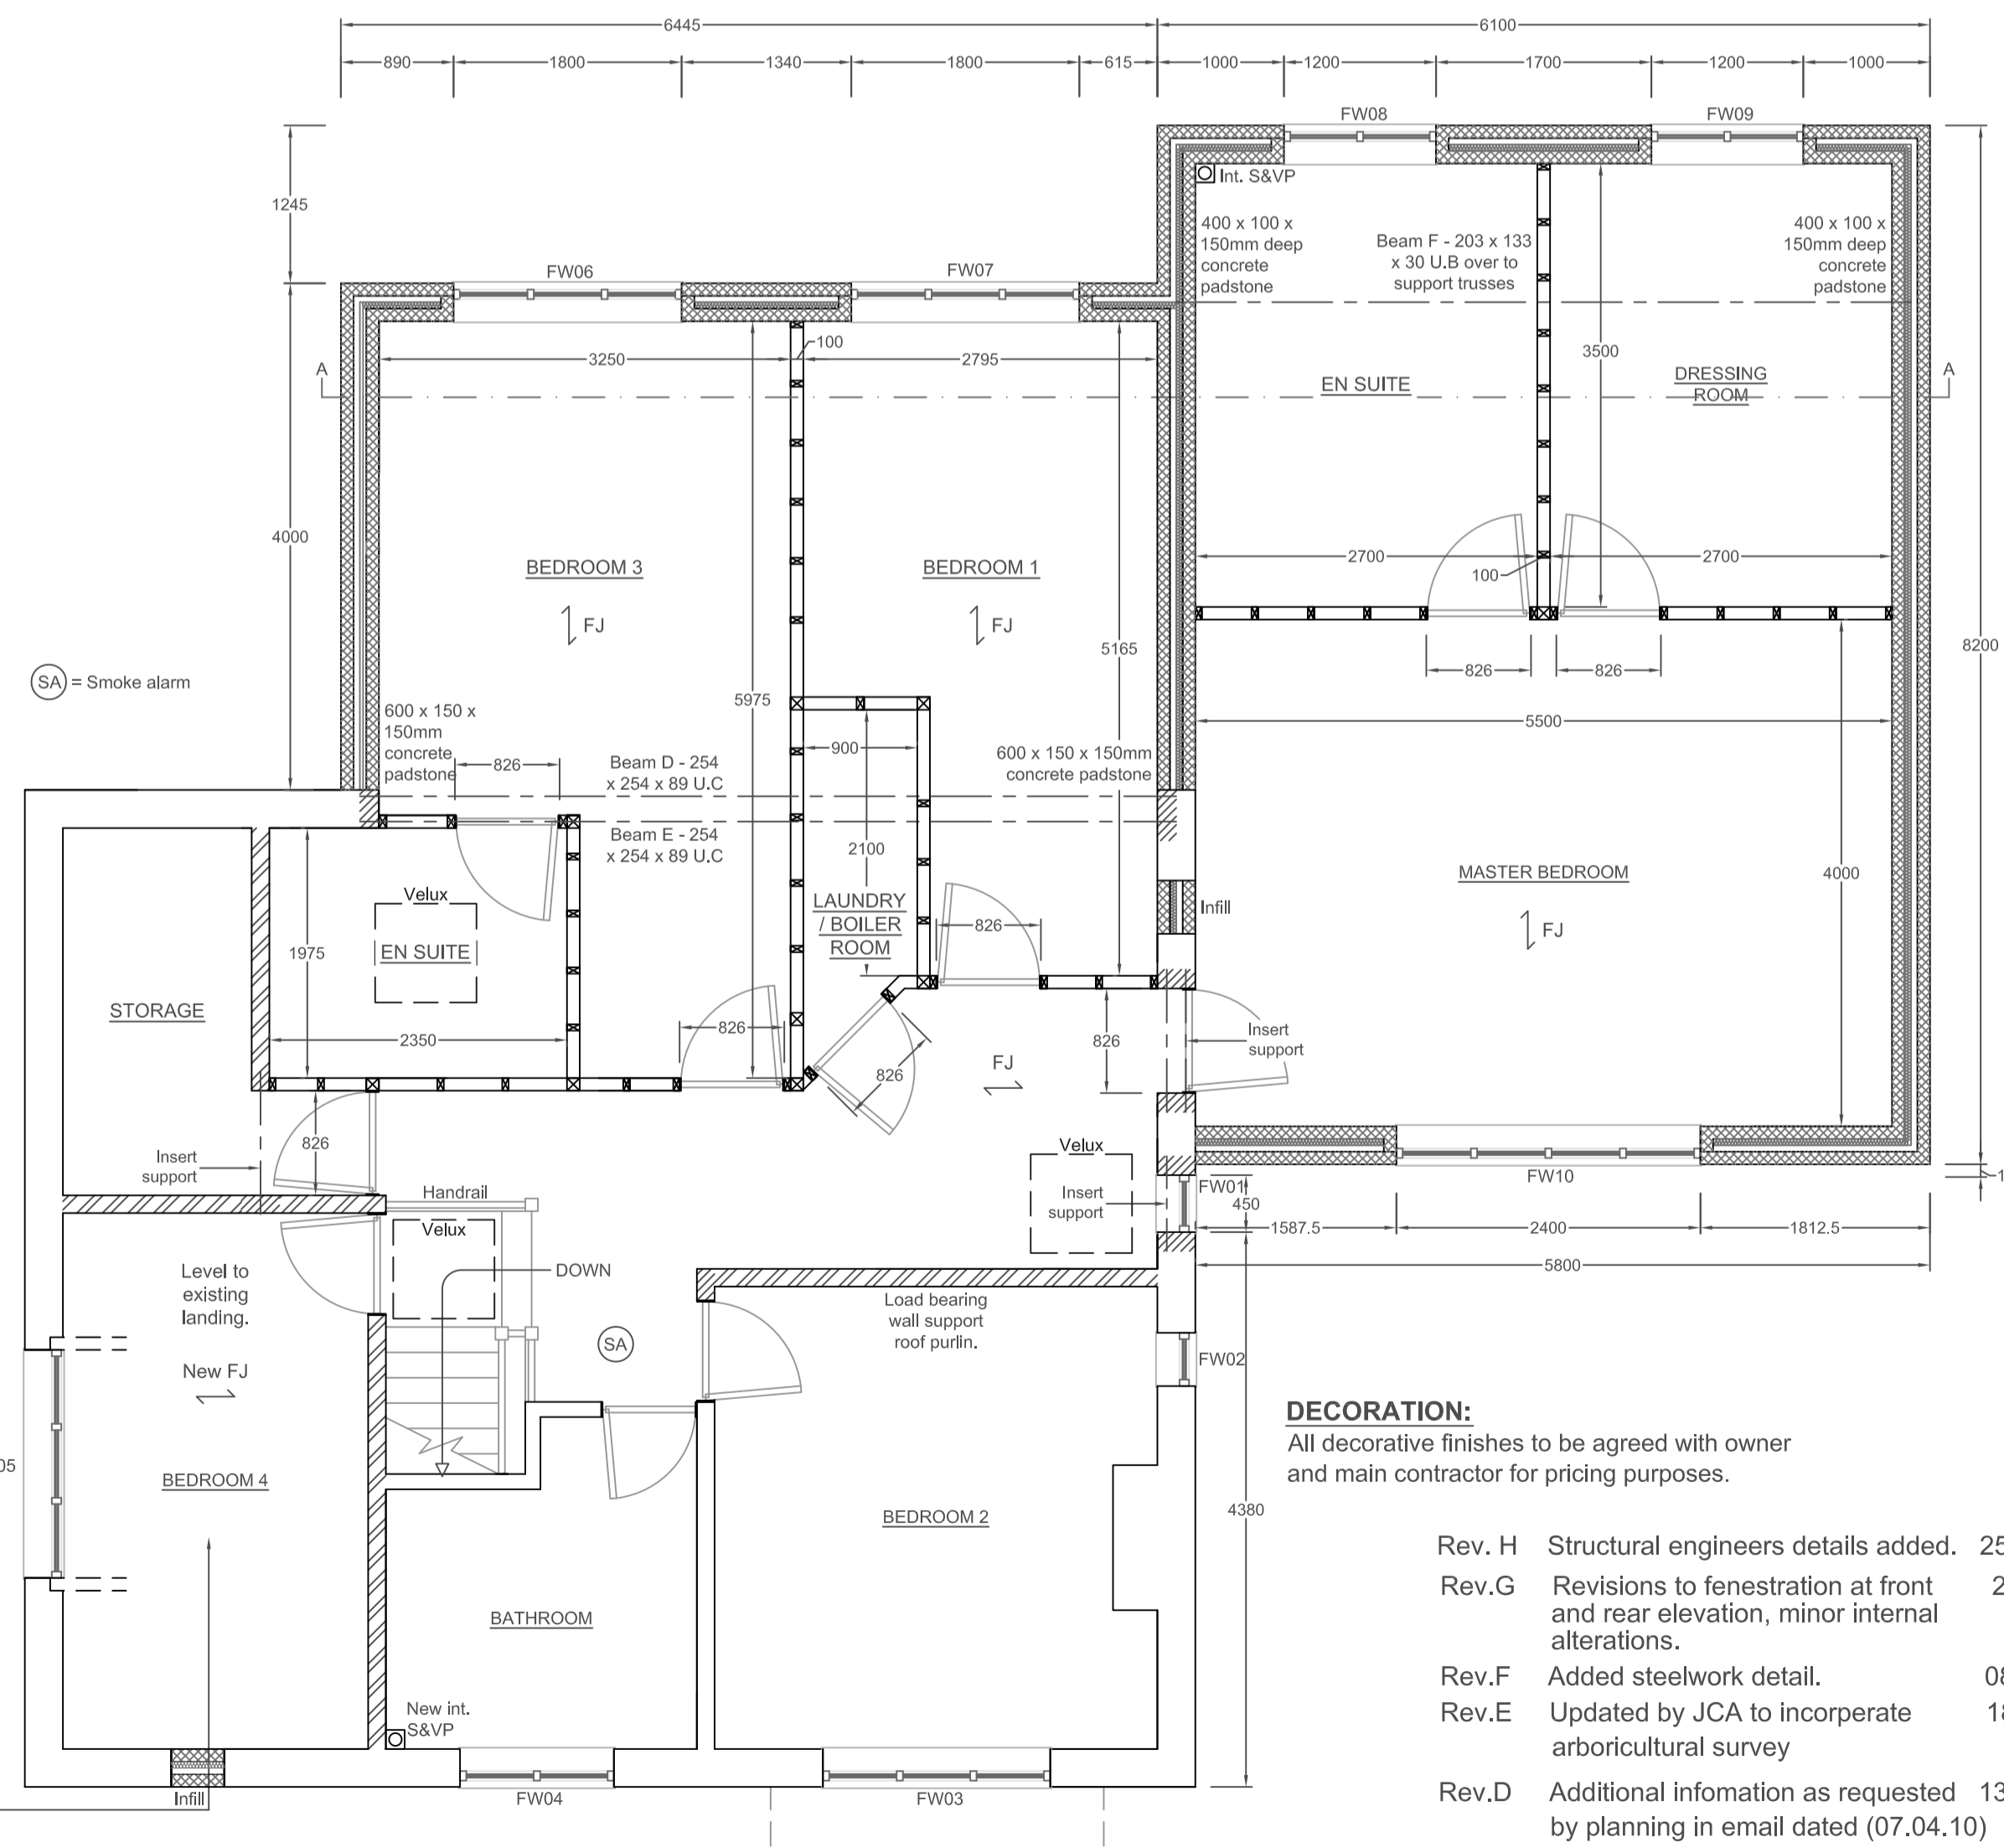 6445
6100
890
1800
1340
1800
615
1000
1200
1700
1200
1000
FW08
FW09
Int. S&VP
1245
400 x 100 x
150mm deep
concrete
padstone
Beam F - 203 x 133
x 30 U.B over to
support trusses
400 x 100 x
150mm deep
concrete
padstone
FW06
FW07
100
3250
2795
3500
A
EN SUITE
DRESSING
ROOM
A
4000
BEDROOM 3
BEDROOM 1
2700
100
2700
FJ
FJ
5165
8200
SA = Smoke alarm
826
826
600 x 150 x
150mm
concrete
padstone
5975
5500
826
Beam D - 254
x 254 x 89 U.C
900
600 x 150 x 150mm
concrete padstone
Beam E - 254
x 254 x 89 U.C
2100
MASTER BEDROOM
4000
Velux
LAUNDRY
/ BOILER
ROOM
Infill
FJ
1975
EN SUITE
826
STORAGE
2350
826
826
Insert
support
FJ
826
826
Insert
support
Velux
Insert
support
FW01
450
FW10
Handrail
Velux
1587.5
2400
1812.5
5800
DOWN
Level to
existing
landing.
Load bearing
wall support
roof purlin.
SA
FW02
New FJ
DECORATION:
All decorative finishes to be agreed with owner
and main contractor for pricing purposes.
05
BEDROOM 4
BEDROOM 2
4380
BATHROOM
New int.
S&VP
Infill
FW04
FW03
Rev. H Structural engineers details added. 25
Rev.G Revisions to fenestration at front 2
and rear elevation, minor internal
alterations.
Rev.F Added steelwork detail. 08
Rev.E Updated by JCA to incorperate 18
arboricultural survey
Rev.D Additional infomation as requested 13
by planning in email dated (07.04.10)